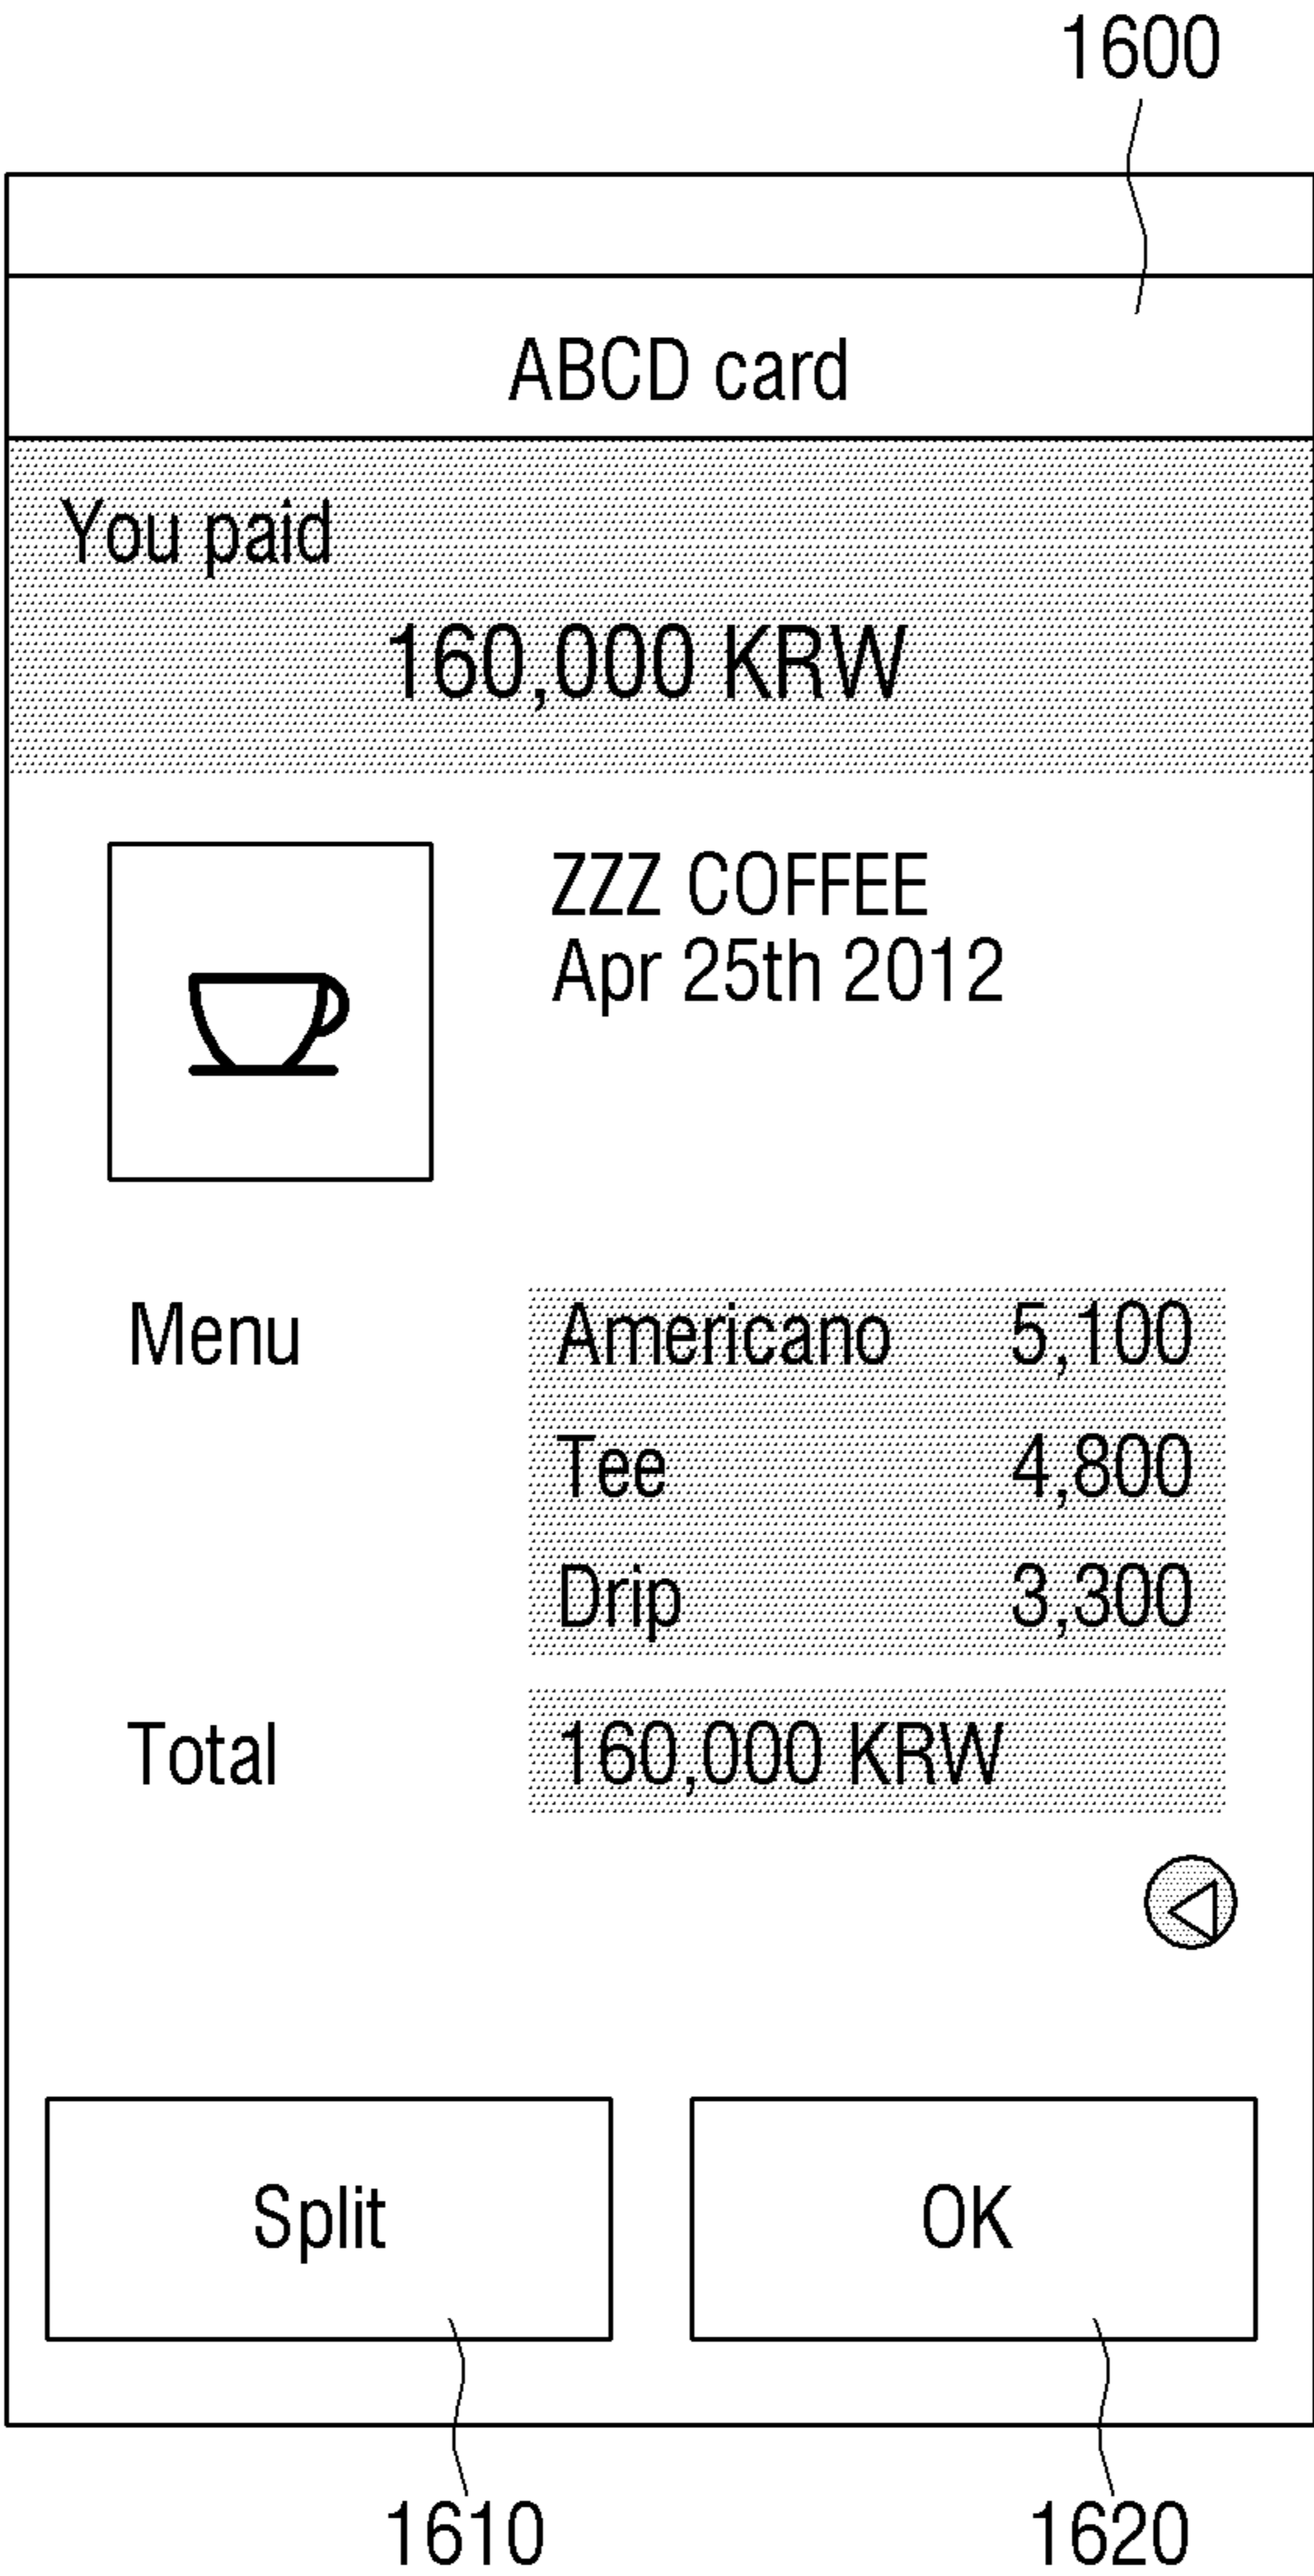 1600
ABCD card
You paid
160,000 KRW
ZZZ COFFEE
Apr 25th 2012
Menu Americano 5,100
Tee 4,800
Drip 3,300
Total 160,000 KRW
Split OK
1610 1620